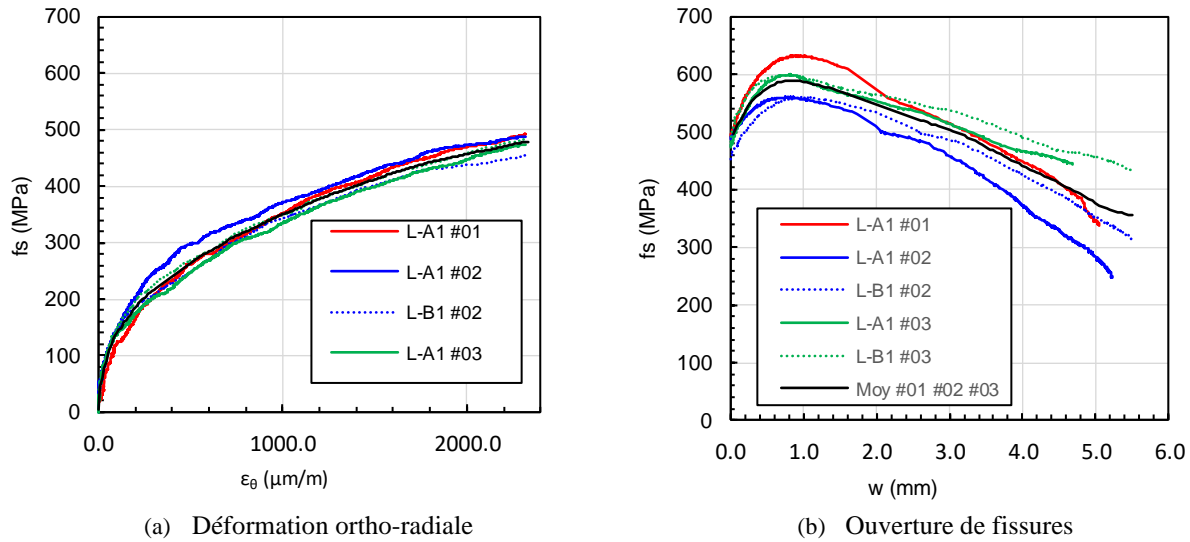 700
600
500
400
300
200
100
0
fs (MPa)
0.0
1000.0
2000.0
εθ (µm/m)
L-A1 #01
L-A1 #02
L-B1 #02
L-A1 #03
(a) Déformation ortho-radiale
700
600
500
400
300
200
100
0
fs (MPa)
0.0
1.0
2.0
3.0
4.0
5.0
6.0
w (mm)
L-A1 #01
L-A1 #02
L-B1 #02
L-A1 #03
L-B1 #03
Moy #01 #02 #03
(b) Ouverture de fissures